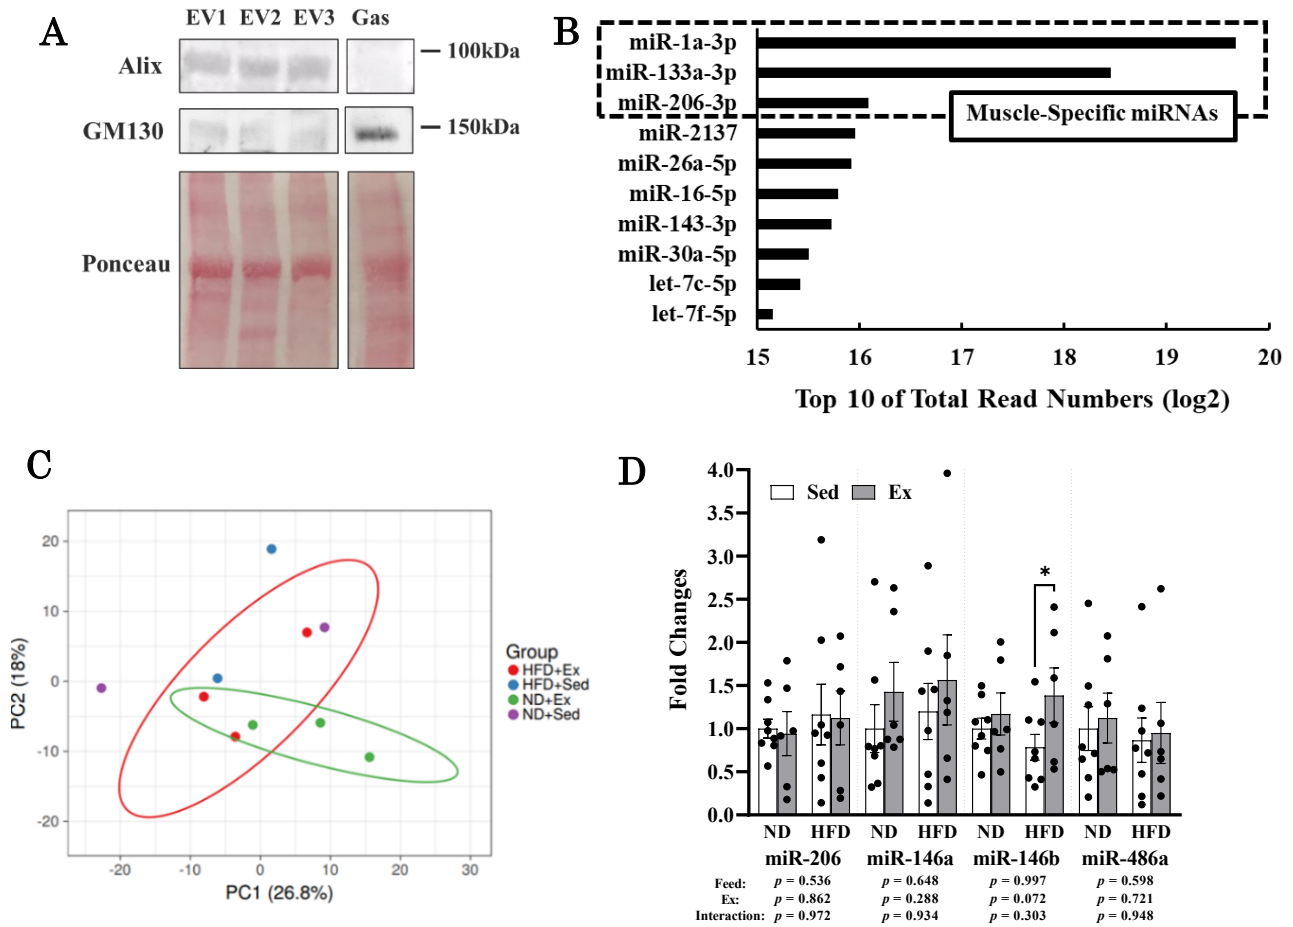 A
EV1 EV2 EV3 Gas
Alix
100kDa
GM130
150kDa
Ponceau
B
miR-1a-3p
miR-133a-3p
miR-206-3p
miR-2137
miR-26a-5p
miR-16-5p
miR-143-3p
miR-30a-5p
let-7c-5p
let-7f-5p
Muscle-Specific miRNAs
15 16 17 18 19 20
Top 10 of Total Read Numbers (log2)
C
PC2 (18%)
20
10
0
-10
-20
-20 -10 0 10 20 30
PC1 (26.8%)
Group
HFD+Ex
HFD+Sed
ND+Ex
ND+Sed
D
Fold Changes
4.0
3.5
3.0
2.5
2.0
1.5
1.0
0.5
0.0
Sed Ex
*
ND HFD ND HFD ND HFD ND HFD
miR-206 miR-146a miR-146b miR-486a
Feed: p = 0.536 p = 0.648 p = 0.997 p = 0.598
Ex: p = 0.862 p = 0.288 p = 0.072 p = 0.721
Interaction: p = 0.972 p = 0.934 p = 0.303 p = 0.948